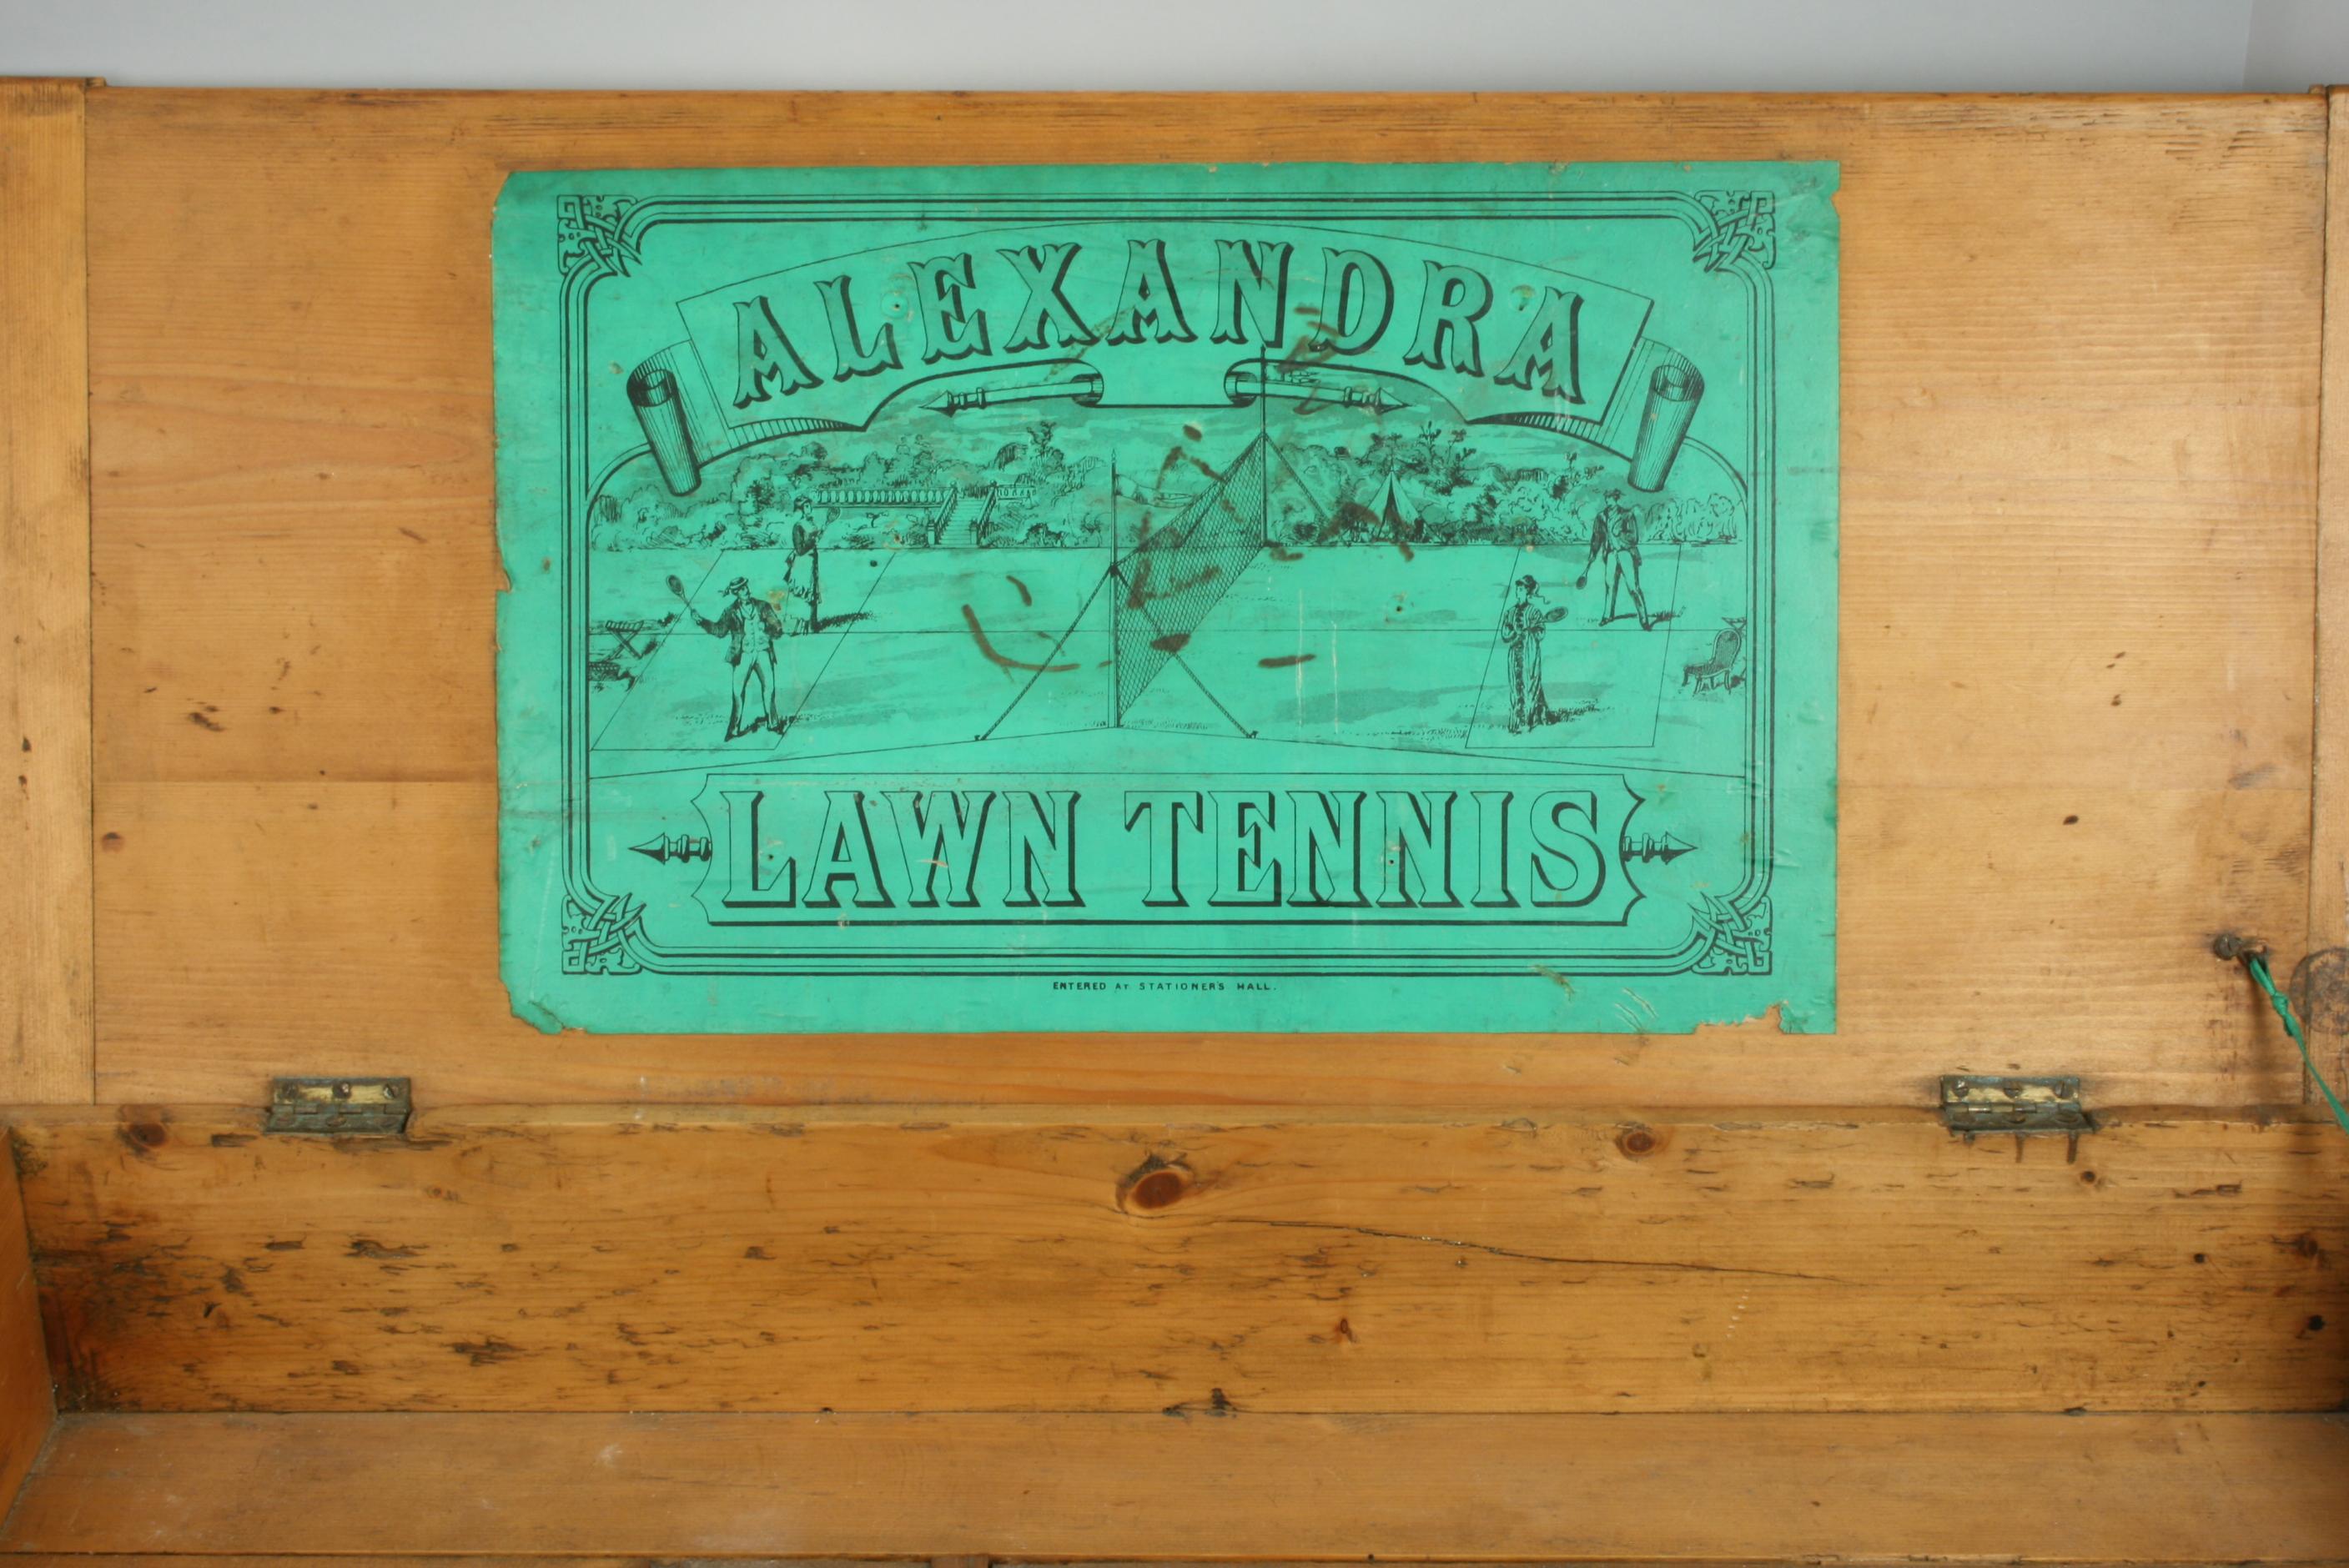 ALEXANDRA
LAWN TENNIS
ENTERED AT STATIONERS HALL.